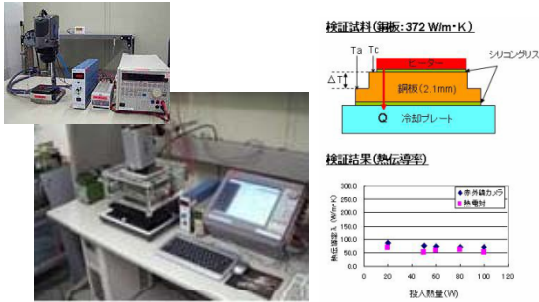 検証試料(銅板：372 W/m・K)
Ta Tc
ヒーター
シリコングリス
ΔT
銅板(2.1mm)
Q 冷却プレート
検証結果(熱伝導率)
熱伝導率λ (W/m・K)
300.0
250.0
200.0
150.0
100.0
50.0
0.0
赤外線カメラ
熱電対
0 20 40 60 80 100 120
投入熱量(W)